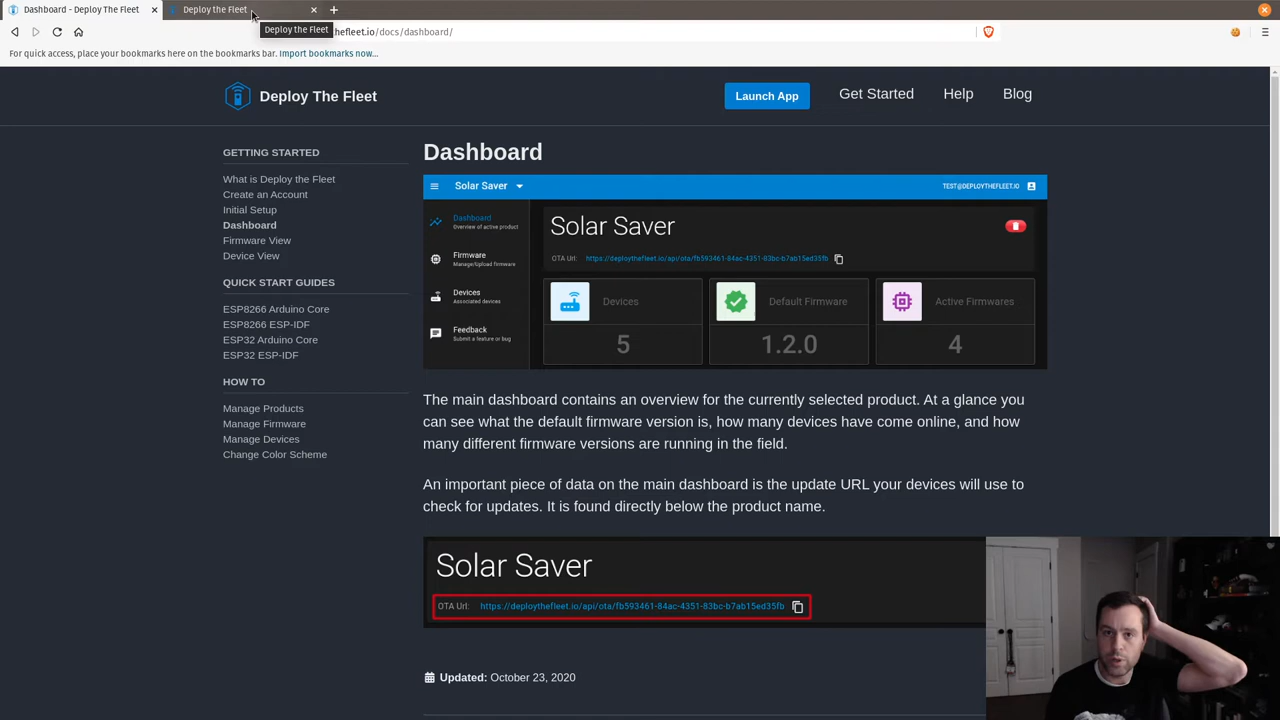 Dashboard - Deploy The Fleet
Deploy the Fleet
Deploy the Fleet
hefleet.io/docs/dashboard/
For quick access, place your bookmarks here on the bookmarks bar. Import bookmarks now...
Deploy The Fleet
Launch App
Get Started
Help
Blog
GETTING STARTED
What is Deploy the Fleet
Create an Account
Initial Setup
Dashboard
Firmware View
Device View
QUICK START GUIDES
ESP8266 Arduino Core
ESP8266 ESP-IDF
ESP32 Arduino Core
ESP32 ESP-IDF
HOW TO
Manage Products
Manage Firmware
Manage Devices
Change Color Scheme
Dashboard
Solar Saver
TEST@DEPLOYTHEFLEET.IO
Dashboard
Overview of active product
Firmware
Manage/Upload firmware
Devices
Associated devices
Feedback
Submit a feature or bug
Solar Saver
OTA Url: https://deploythefleet.io/api/ota/fb593461-84ac-4351-83bc-b7ab15ed35fb
Devices
5
Default Firmware
1.2.0
Active Firmwares
4
The main dashboard contains an overview for the currently selected product. At a glance you
can see what the default firmware version is, how many devices have come online, and how
many different firmware versions are running in the field.
An important piece of data on the main dashboard is the update URL your devices will use to
check for updates. It is found directly below the product name.
Solar Saver
OTA Url: https://deploythefleet.io/api/ota/fb593461-84ac-4351-83bc-b7ab15ed35fb
Updated: October 23, 2020